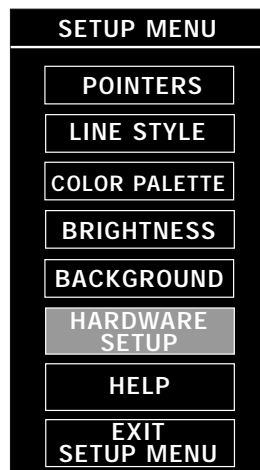 SETUP MENU
POINTERS
LINE STYLE
COLOR PALETTE
BRIGHTNESS
BACKGROUND
HARDWARE
SETUP
HELP
EXIT
SETUP MENU